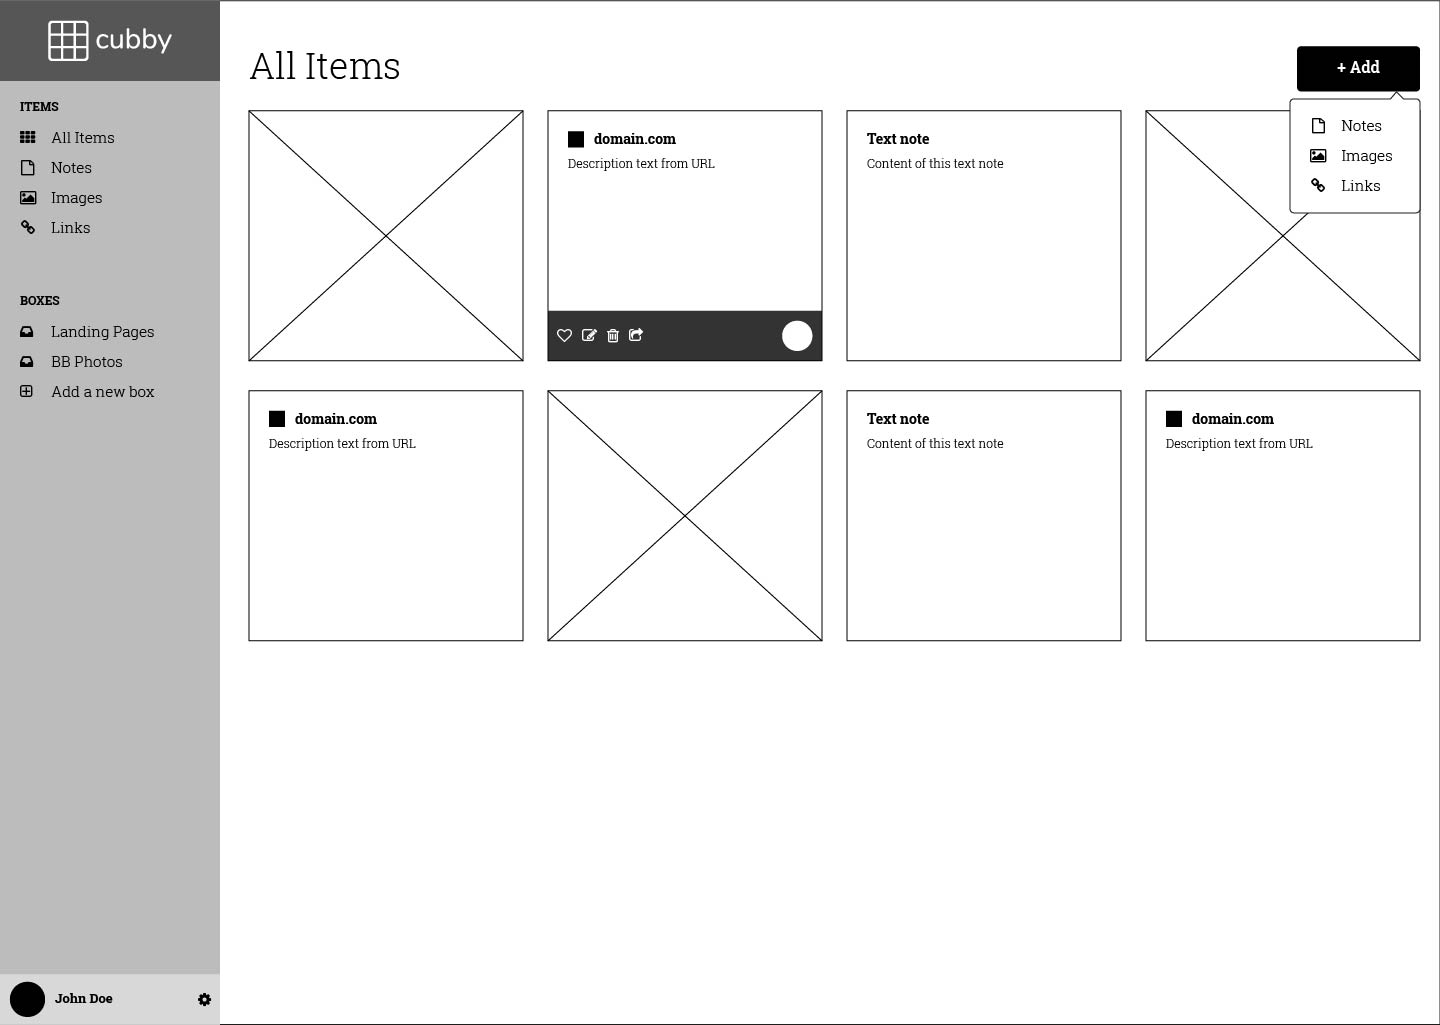 cubby
ITEMS
All Items
Notes
Images
Links
BOXES
Landing Pages
BB Photos
Add a new box
John Doe
All Items
+ Add
Notes
Images
Links
domain.com
Description text from URL
Text note
Content of this text note
domain.com
Description text from URL
Text note
Content of this text note
domain.com
Description text from URL